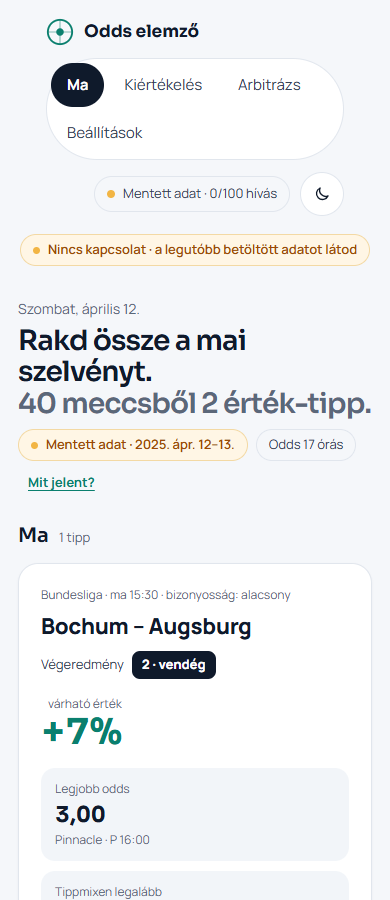 Odds elemző
Ma Kiértékelés Arbitrázs
Beállítások
Mentett adat · 0/100 hívás
Nincs kapcsolat · a legutóbb betöltött adatot látod
Szombat, április 12.
Rakd össze a mai
szelvényt.
40 meccsből 2 érték-tipp.
Mentett adat · 2025. ápr. 12–13. Odds 17 órás
Mit jelent?
Ma 1 tipp
Bundesliga · ma 15:30 · bizonyosság: alacsony
Bochum – Augsburg
Végeredmény 2 · vendég
várható érték
+7%
Legjobb odds
3,00
Pinnacle · P 16:00
Tippmixen legalább